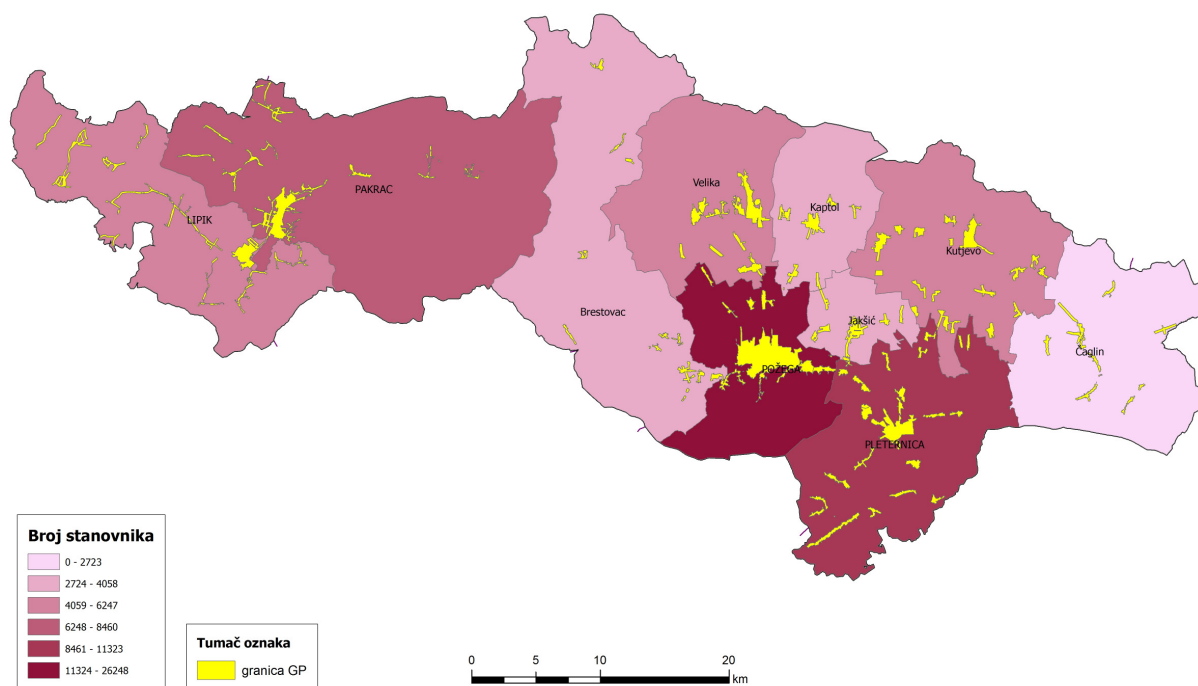 Velika
PAKRAC
Kaptol
LIPIK
Kutjevo
Brestovac
Jakšić
Čaglin
POŽEGA
PLETERNICA
Broj stanovnika
0 - 2723
2724 - 4058
4059 - 6247
6248 - 8460
8461 - 11323
11324 - 26248
Tumač oznaka
granica GP
0 5 10 20
km